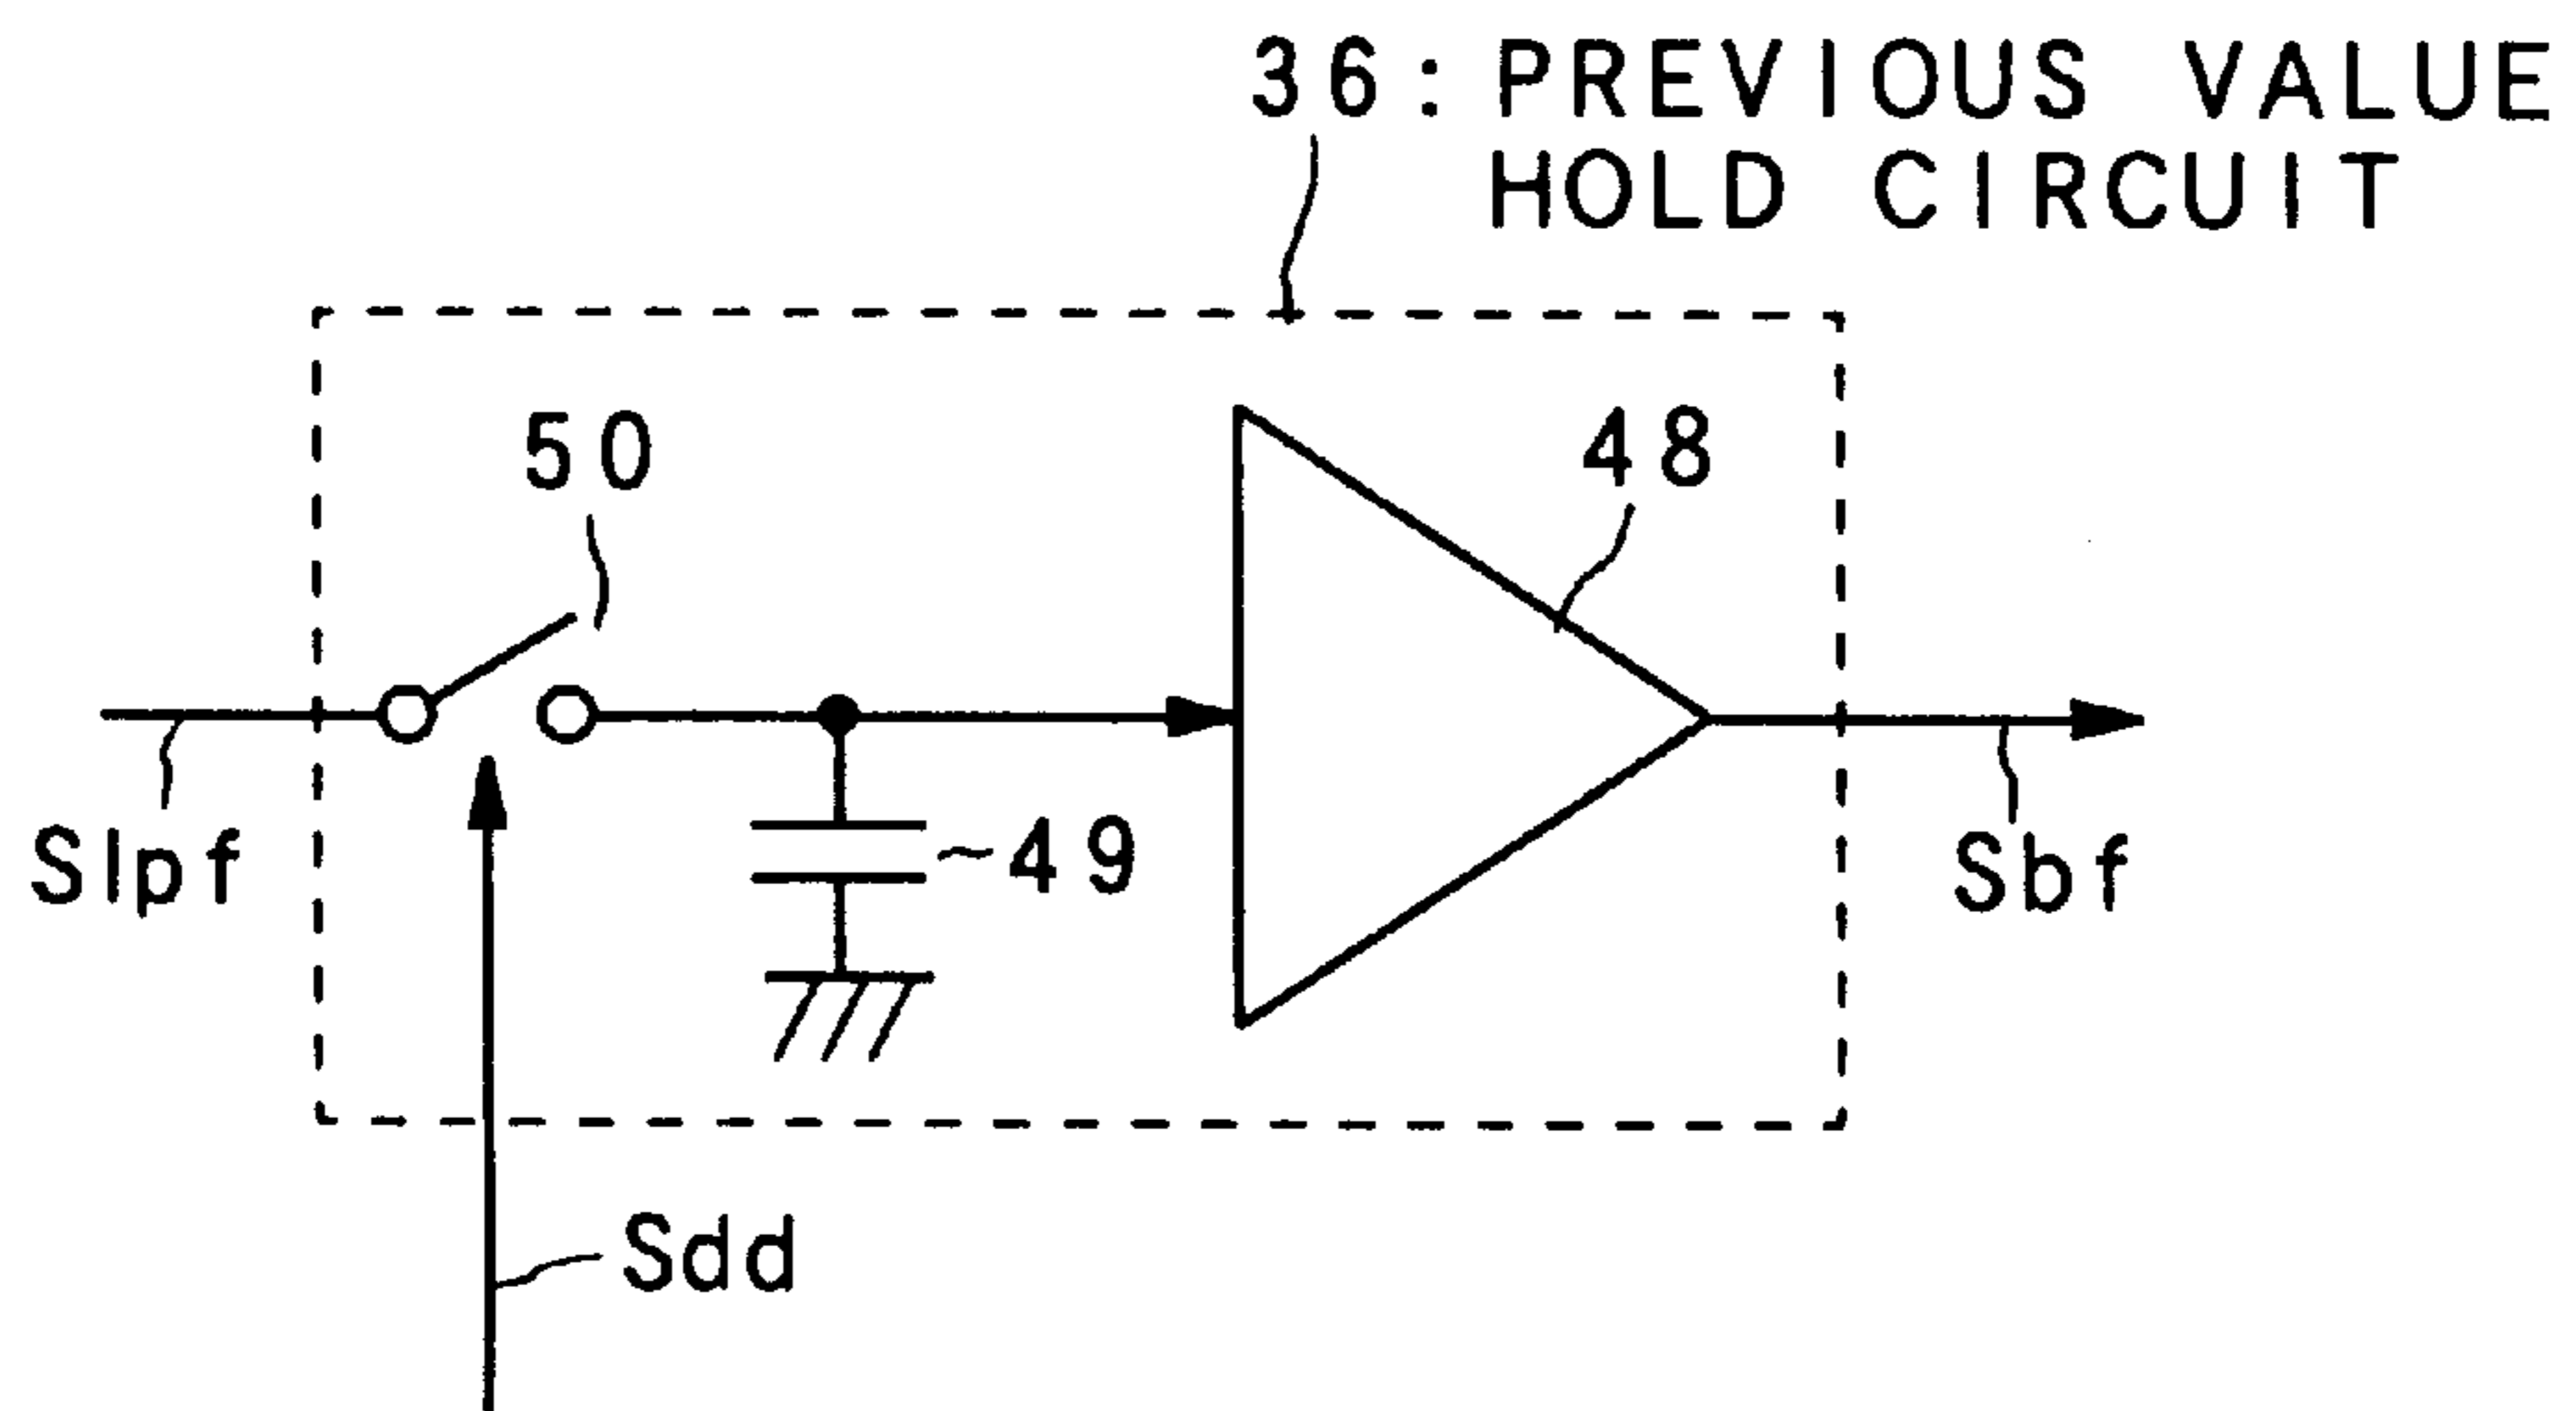 36: PREVIOUS VALUE
HOLD CIRCUIT
50
48
Slpf
49
Sbf
Sdd